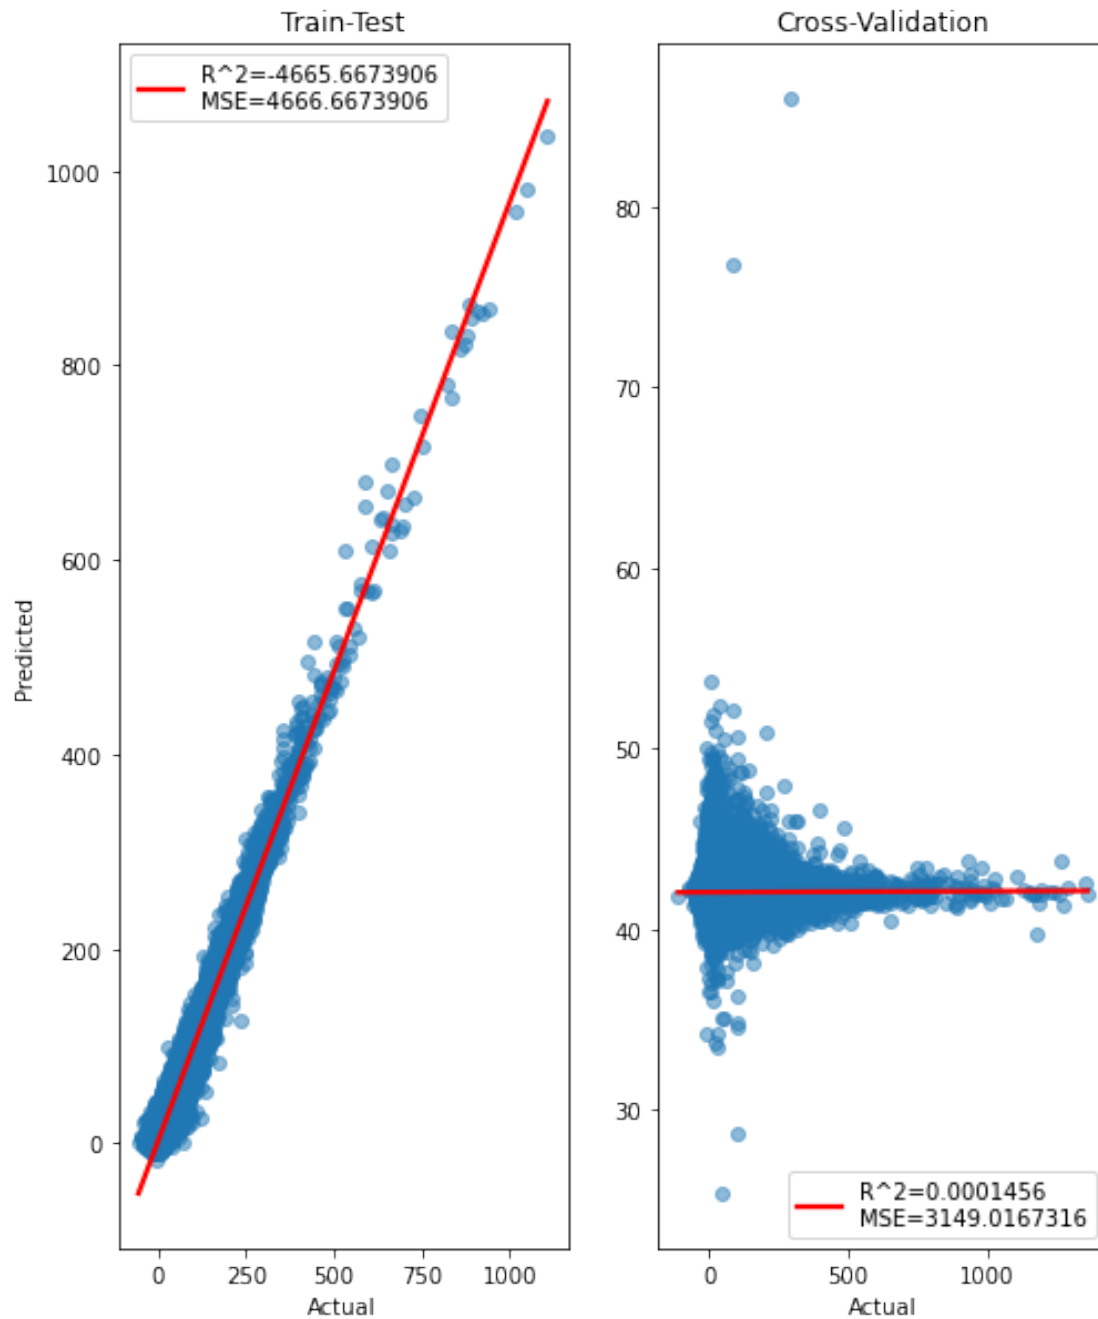 Train-Test
R^2=-4665.6673906
MSE=4666.6673906
1000
800
600
400
200
0
Predicted
0 250 500 750 1000
Actual
Cross-Validation
80
70
60
50
40
30
R^2=0.0001456
MSE=3149.0167316
0 500 1000
Actual